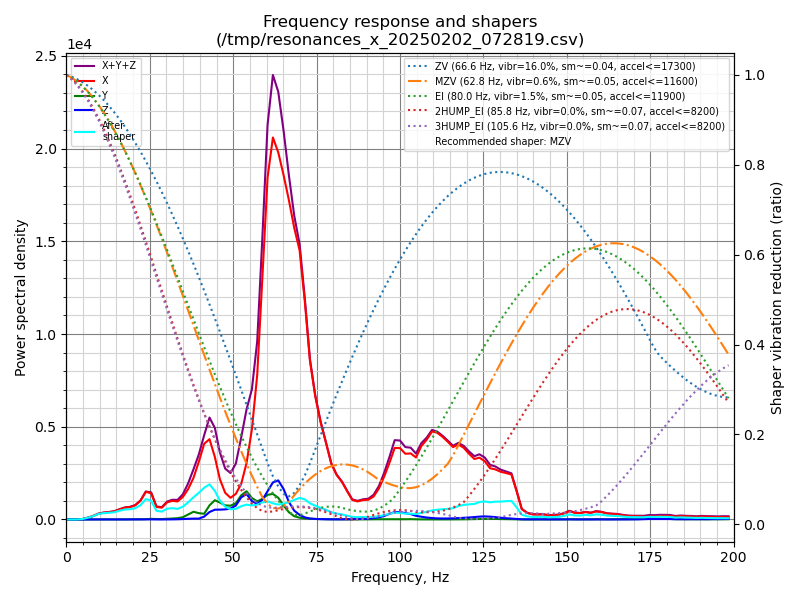 Frequency response and shapers
(/tmp/resonances_x_20250202_072819.csv)
1e4
X+Y+Z
X
Y
Z
After
shaper
ZV (66.6 Hz, vibr=16.0%, sm~=0.04, accel<=17300)
MZV (62.8 Hz, vibr=0.6%, sm~=0.05, accel<=11600)
EI (80.0 Hz, vibr=1.5%, sm~=0.05, accel<=11900)
2HUMP_EI (85.8 Hz, vibr=0.0%, sm~=0.07, accel<=8200)
3HUMP_EI (105.6 Hz, vibr=0.0%, sm~=0.07, accel<=8200)
Recommended shaper: MZV
Power spectral density
2.5
2.0
1.5
1.0
0.5
0.0
1.0
0.8
0.6
0.4
0.2
0.0
Shaper vibration reduction (ratio)
0 25 50 75 100 125 150 175 200
Frequency, Hz